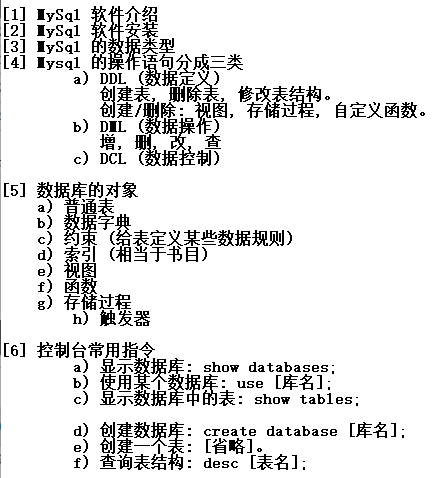 [1] MySql 软件介绍
[2] MySql 软件安装
[3] MySql 的数据类型
[4] Mysql 的操作语句分成三类
a) DDL (数据定义)
创建表, 删除表, 修改表结构。
创建/删除: 视图, 存储过程, 自定义函数。
b) DML (数据操作)
增, 删, 改, 查
c) DCL (数据控制)
[5] 数据库的对象
a) 普通表
b) 数据字典
c) 约束 (给表定义某些数据规则)
d) 索引 (相当于书目)
e) 视图
f) 函数
g) 存储过程
h) 触发器
[6] 控制台常用指令
a) 显示数据库: show databases;
b) 使用某个数据库: use [库名];
c) 显示数据库中的表: show tables;
d) 创建数据库: create database [库名];
e) 创建一个表: [省略]。
f) 查询表结构: desc [表名];